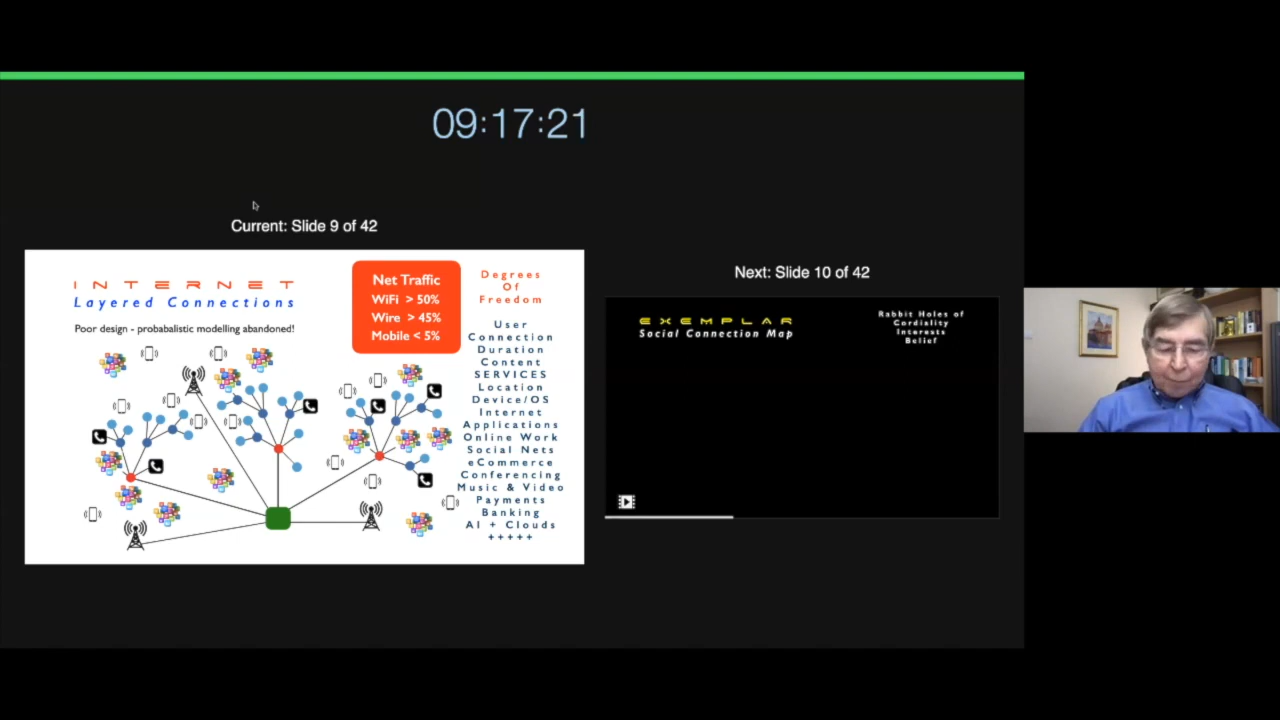 09:17:21
Current: Slide 9 of 42
INTERNET
Layered Connections
Poor design - probabalistic modelling abandoned!
Net Traffic
WiFi > 50%
Wire > 45%
Mobile < 5%
Degrees
Of
Freedom
User
Connection
Duration
Content
SERVICES
Location
Device/OS
Internet
Applications
Online Work
Social Nets
eCommerce
Conferencing
Music & Video
Payments
Banking
AI + Clouds
+++++
Next: Slide 10 of 42
EXEMPLAR
Social Connection Map
Rabbit Holes of
Cordiality
Interests
Belief